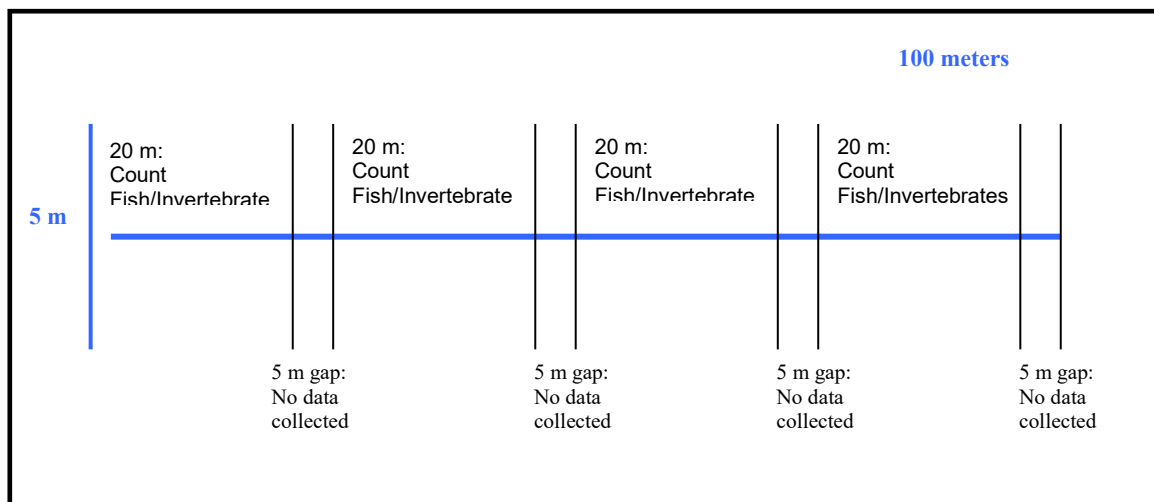 100 meters
20 m:
Count
Fish/Invertebrate
20 m:
Count
Fish/Invertebrate
20 m:
Count
Fish/Invertebrate
20 m:
Count
Fish/Invertebrates
5 m
5 m gap:
No data
collected
5 m gap:
No data
collected
5 m gap:
No data
collected
5 m gap:
No data
collected